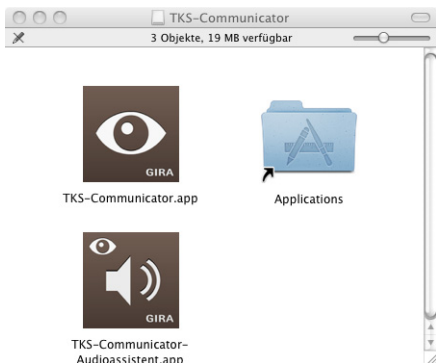 TKS-Communicator
3 Objekte, 19 MB verfügbar
GIRA
TKS-Communicator.app
Applications
GIRA
TKS-Communicator-
Audioassistent.app